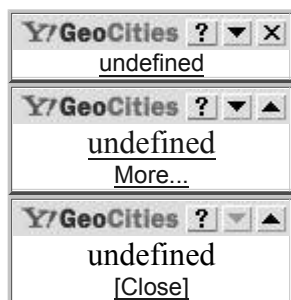 Y! GeoCities ?
undefined
Y! GeoCities ?
undefined
More...
Y! GeoCities ?
undefined
[Close]